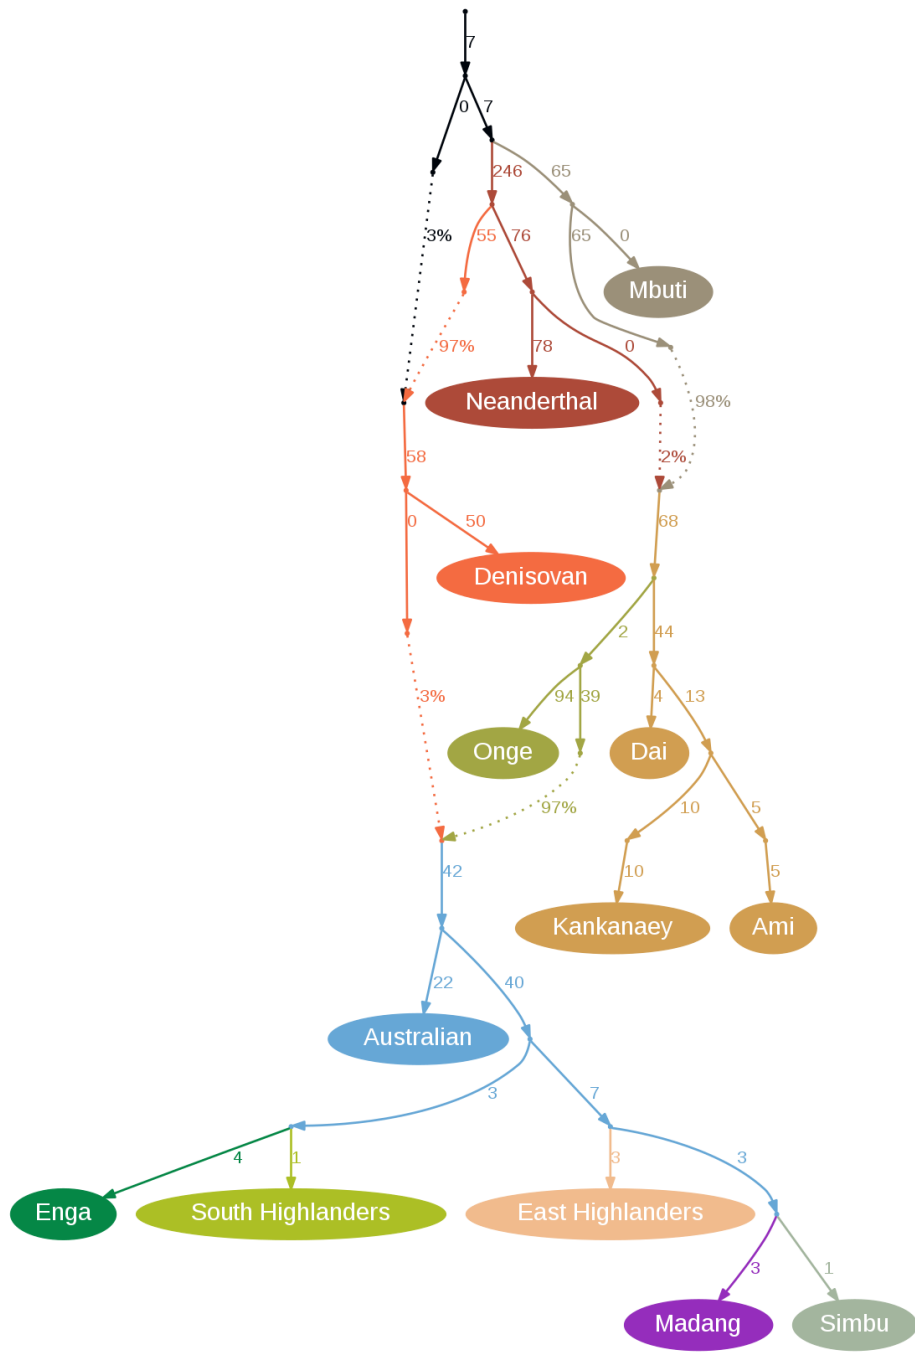 7
0 7
246 65
3% 55 76 65 0
Mbuti
97% 78 0
Neanderthal 98%
58 2%
0 50 68
Denisovan
2 44
3% 94 39 4 13
Onge Dai
97% 10 5
42 10 5
Kankanaey Ami
22 40
Australian
3 7
4 1 3 3
Enga South Highlanders East Highlanders
3 1
Madang Simbu